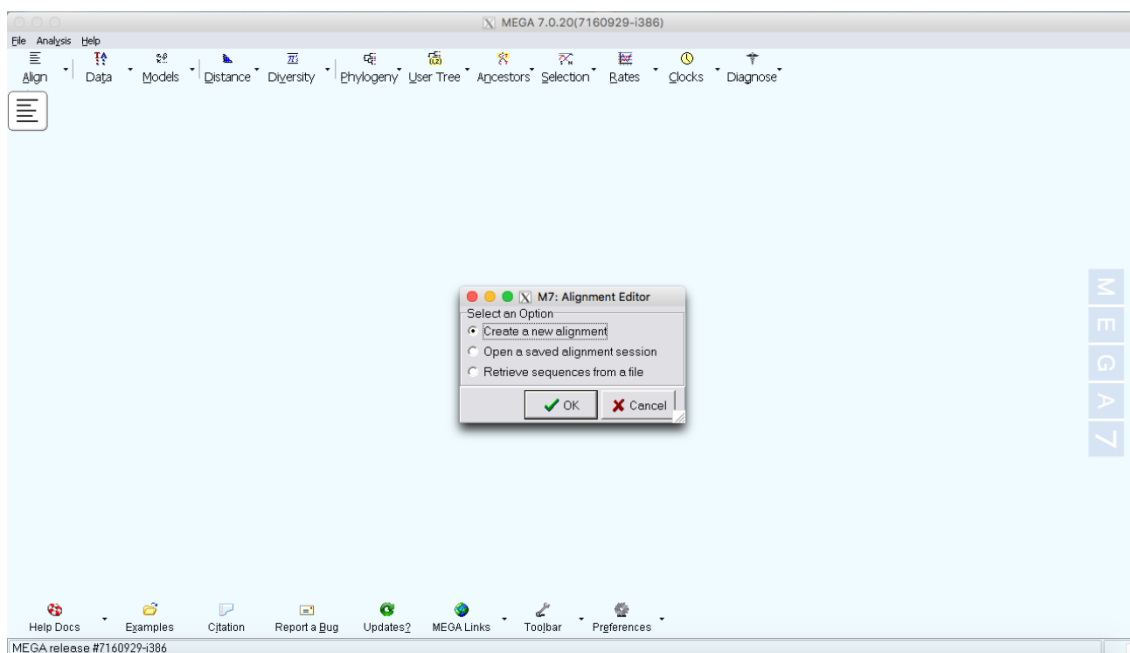 MEGA 7.0.20(7160929-i386)
File Analysis Help
Align Data Models Distance Diversity Phylogeny User Tree Ancestors Selection Rates Clocks Diagnose
M7: Alignment Editor
Select an Option
Create a new alignment
Open a saved alignment session
Retrieve sequences from a file
OK Cancel
M
E
G
A
7
Help Docs Examples Citation Report a Bug Updates? MEGA Links Toolbar Preferences
MEGA release #7160929-i386